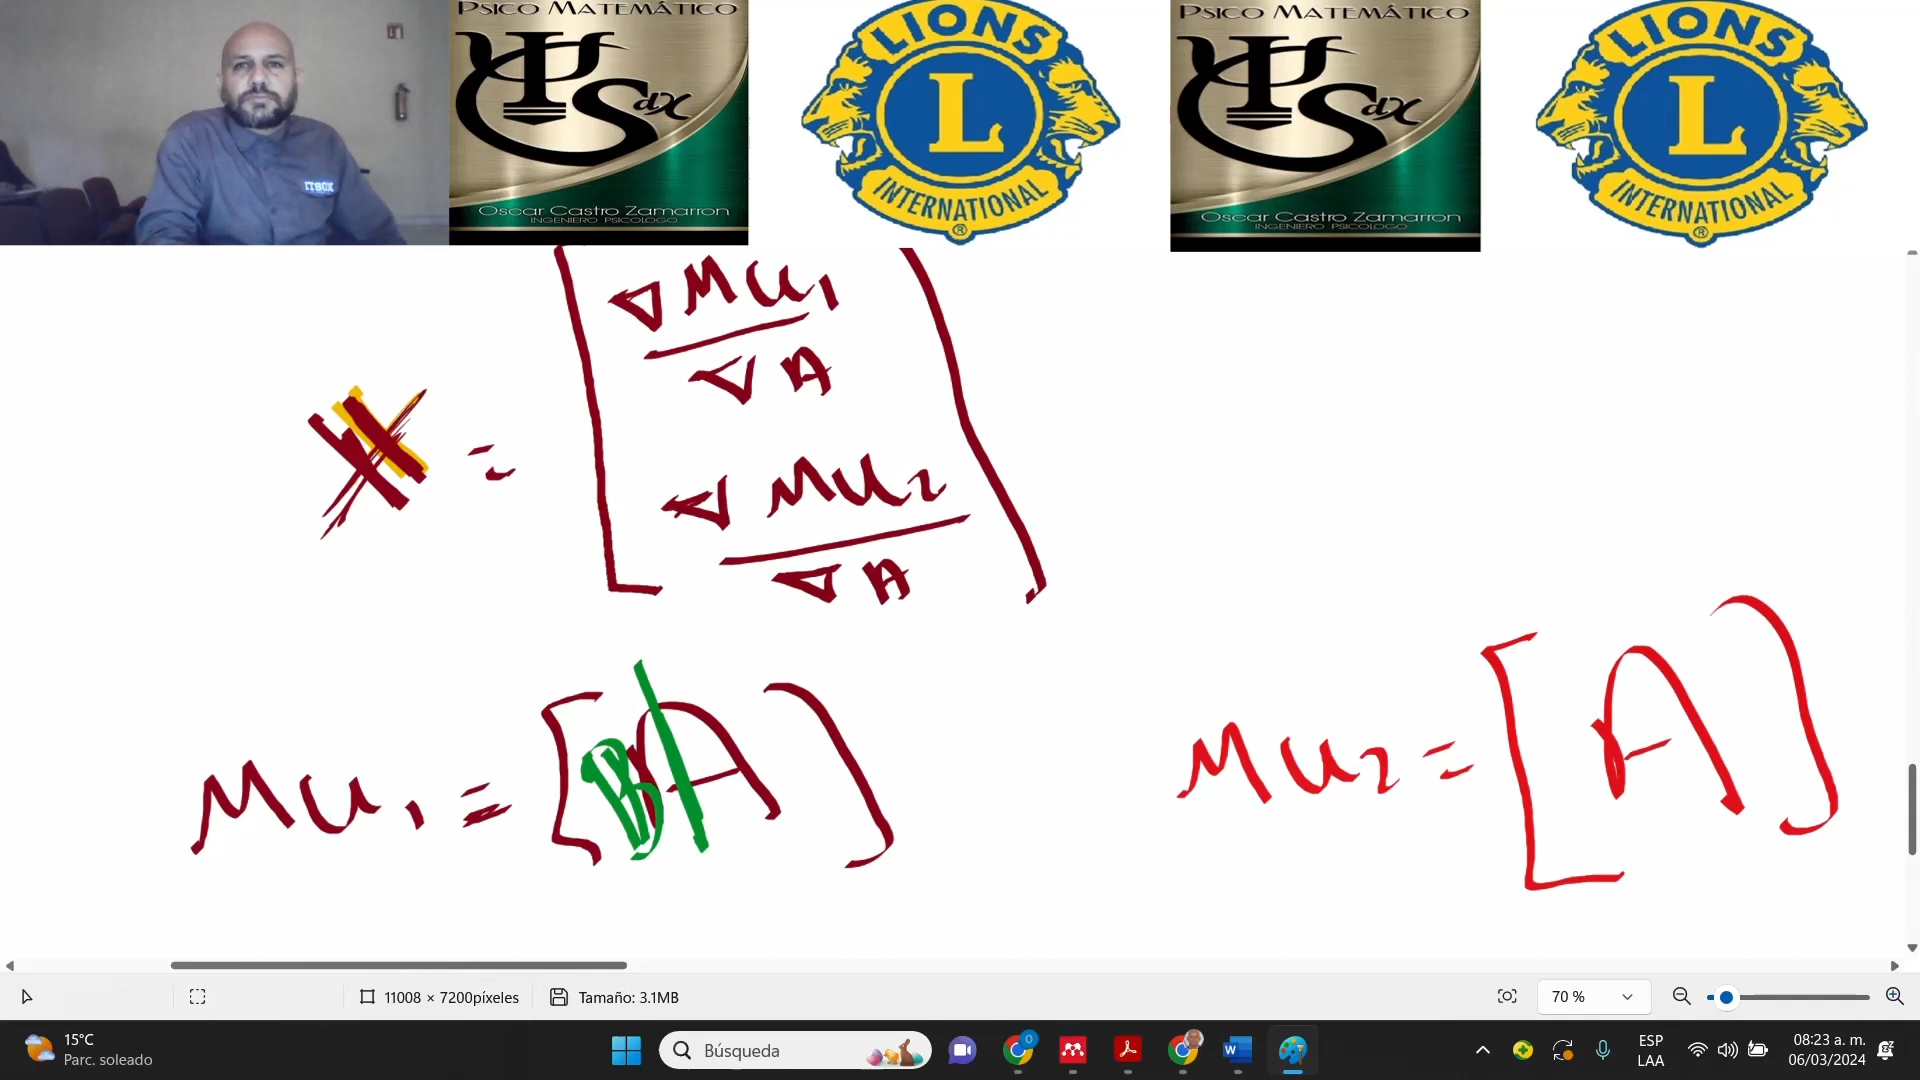 PSICO MATEMÁTICO
dx
Oscar Castro Zamarron
INGENIERO PSICOLOGO
LIONS
L
INTERNATIONAL
®
PSICO MATEMÁTICO
dx
Oscar Castro Zamarron
INGENIERO PSICOLOGO
LIONS
L
INTERNATIONAL
®
∇Mu1
∇A
X =
∇Mu2
∇A
Mu1 = [BA]
Mu2 = [A]
11008 × 7200píxeles
Tamaño: 3.1MB
70 %
15°C
Parc. soleado
Búsqueda
ESP
LAA
08:23 a. m.
06/03/2024